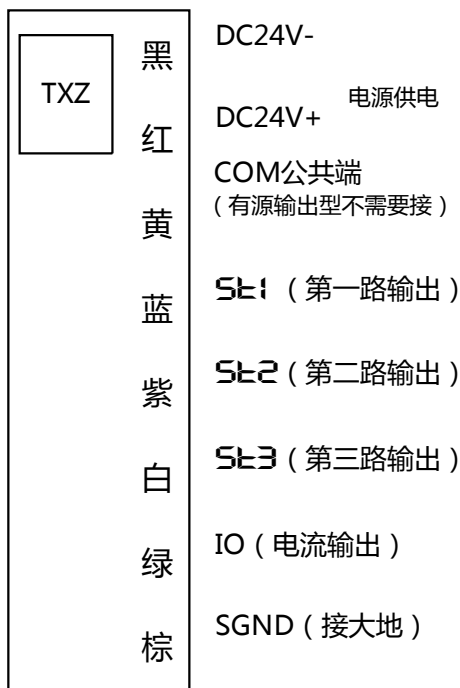 TXZ
黑 DC24V-
红 DC24V+ 电源供电
黄 COM公共端
（有源输出型不需要接）
蓝 St1（第一路输出）
紫 St2（第二路输出）
白 St3（第三路输出）
绿 IO（电流输出）
棕 SGND（接大地）